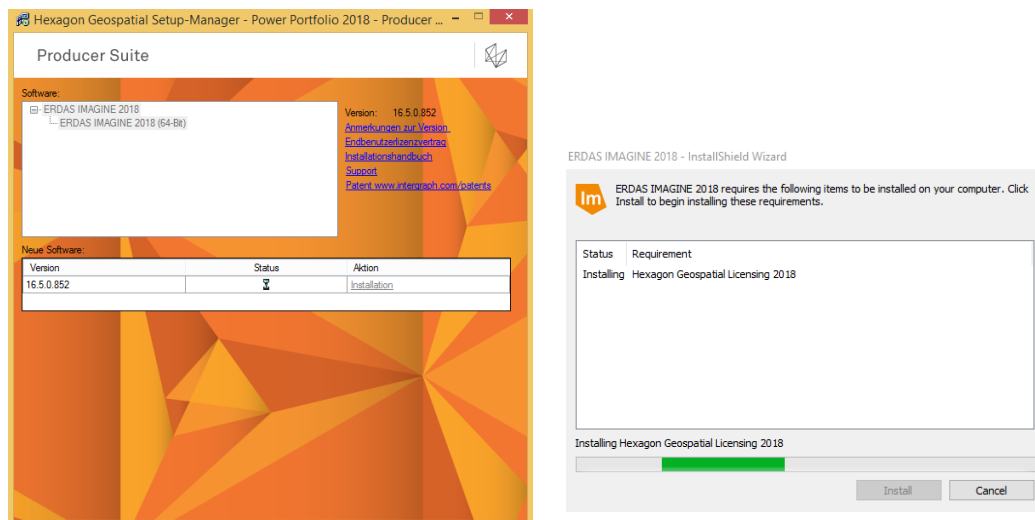 Hexagon Geospatial Setup-Manager - Power Portfolio 2018 - Producer ...
Producer Suite
Software:
ERDAS IMAGINE 2018
ERDAS IMAGINE 2018 (64-Bit)
Version: 16.5.0.852
Anmerkungen zur Version
Endbenutzerlizenzvertrag
Installationshandbuch
Support
Patent www.intergraph.com/patents
Neue Software:
Version Status Aktion
16.5.0.852 Installation
ERDAS IMAGINE 2018 - InstallShield Wizard
Im
ERDAS IMAGINE 2018 requires the following items to be installed on your computer. Click
Install to begin installing these requirements.
Status Requirement
Installing Hexagon Geospatial Licensing 2018
Installing Hexagon Geospatial Licensing 2018
Install Cancel